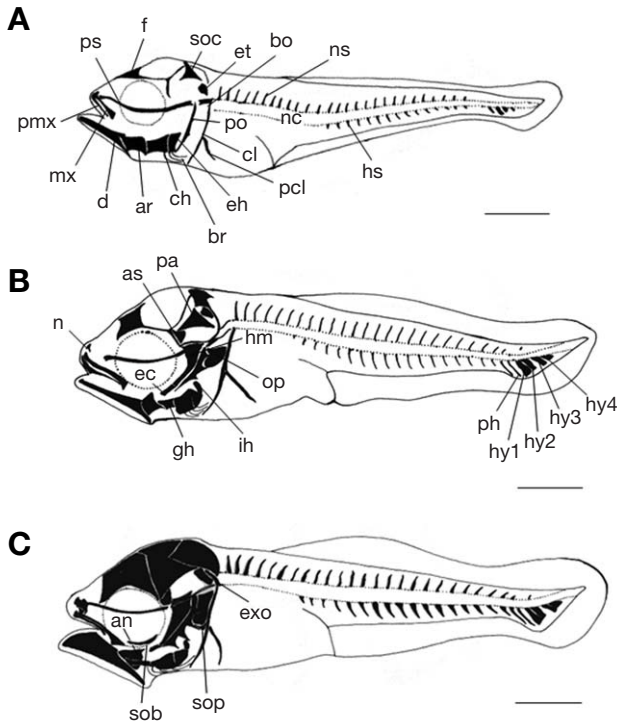 A
f
ps
soc
et
bo
ns
pmx
po
nc
mx
cl
hs
d
ar
ch
eh
pcl
br
B
pa
as
n
hm
ec
op
gh
ih
ph
hy1
hy2
hy3
hy4
C
an
exo
sob
sop